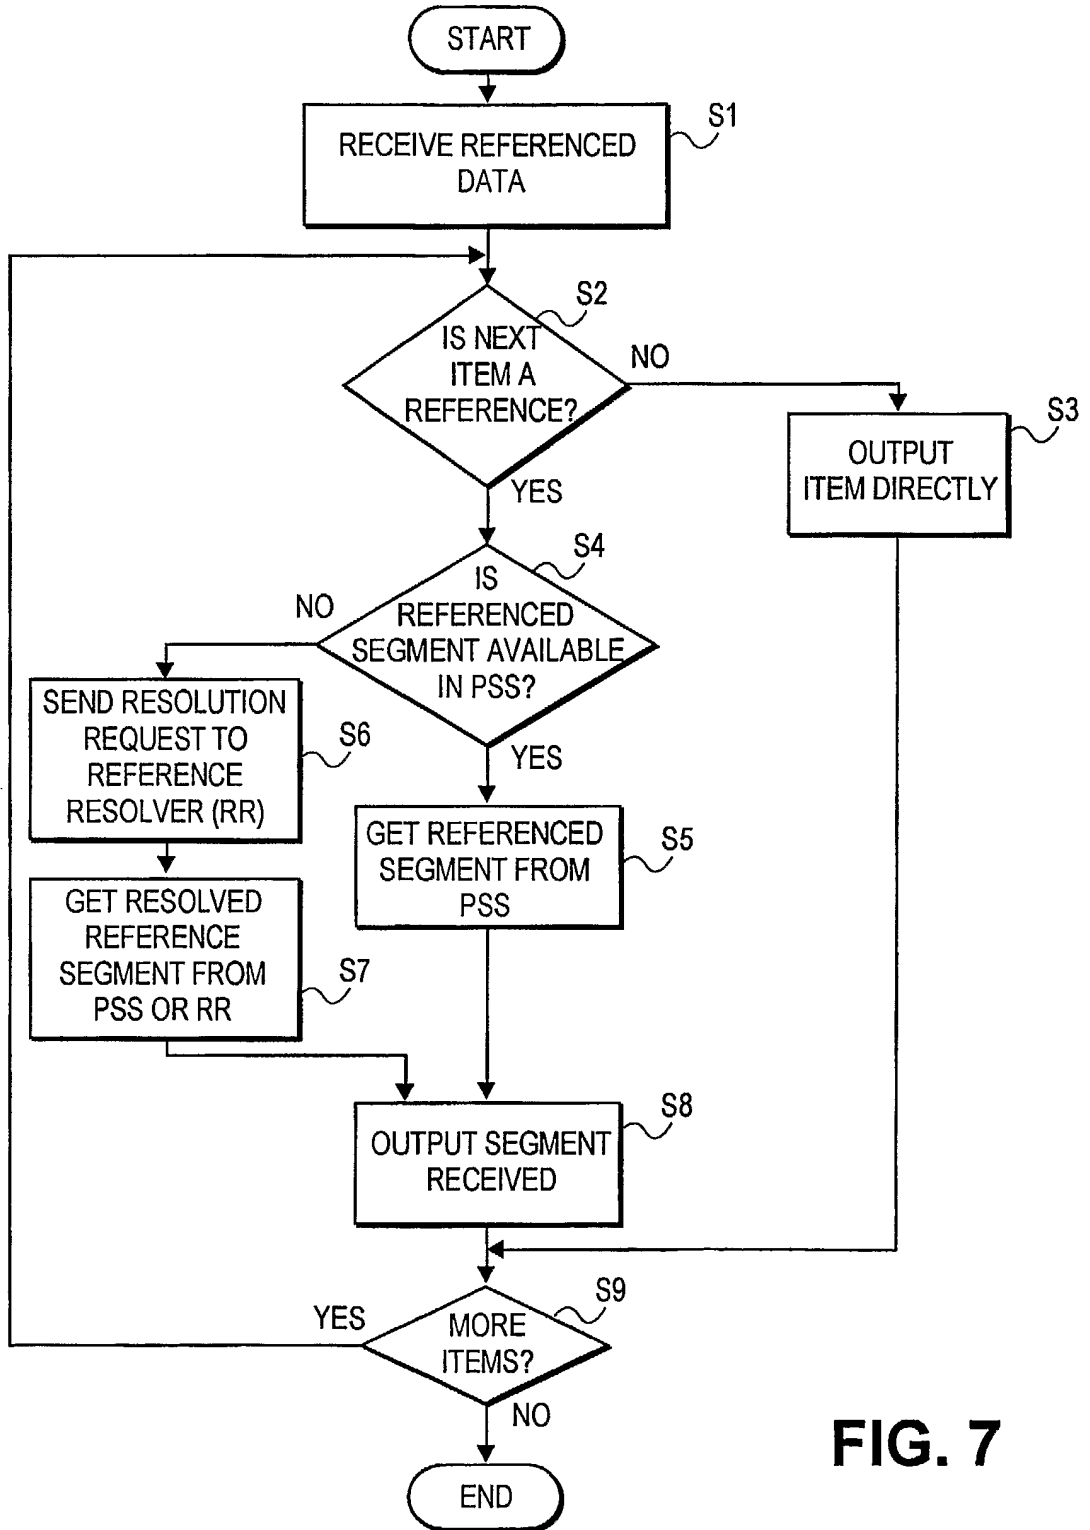 START
S1
RECEIVE REFERENCED
DATA
S2
IS NEXT
ITEM A
REFERENCE?
NO
S3
OUTPUT
ITEM DIRECTLY
YES
S4
IS
REFERENCED
SEGMENT AVAILABLE
IN PSS?
NO
SEND RESOLUTION
REQUEST TO
REFERENCE
RESOLVER (RR)
S6
YES
GET REFERENCED
SEGMENT FROM
PSS
S5
GET RESOLVED
REFERENCE
SEGMENT FROM
PSS OR RR
S7
S8
OUTPUT SEGMENT
RECEIVED
S9
YES
MORE
ITEMS?
NO
END
FIG. 7